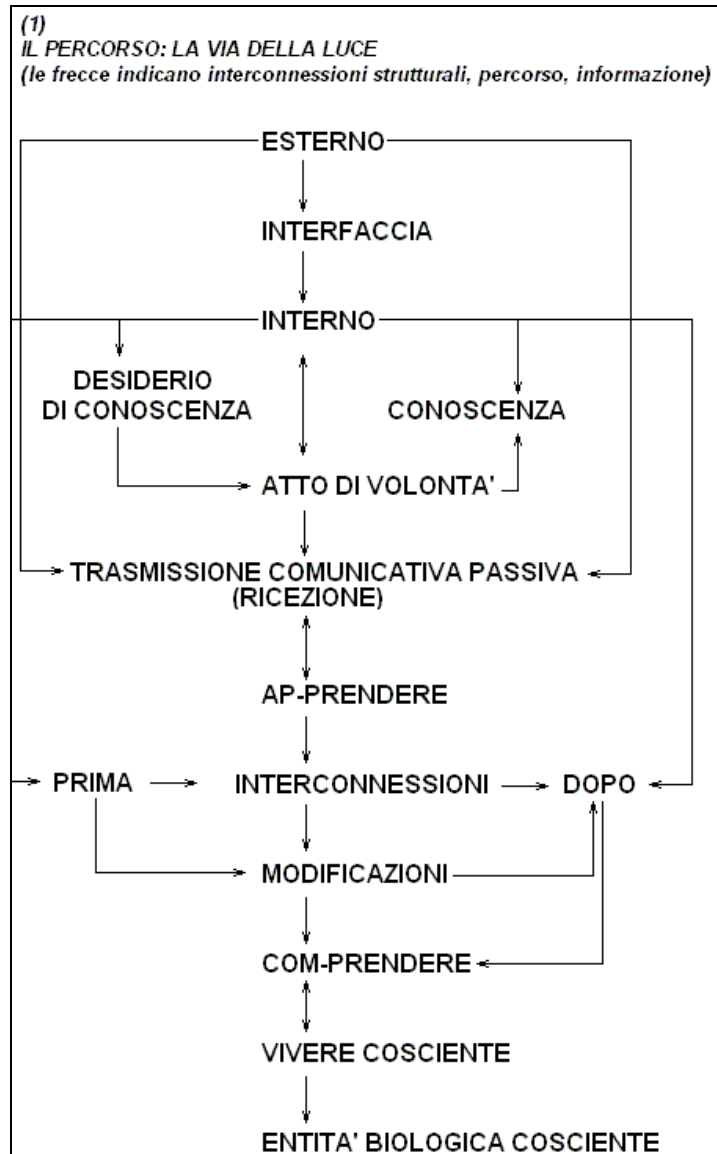 (1)
IL PERCORSO: LA VIA DELLA LUCE
(le frecce indicano interconnessioni strutturali, percorso, informazione)
ESTERNO
INTERFACCIA
INTERNO
DESIDERIO
DI CONOSCENZA
CONOSCENZA
ATTO DI VOLONTA'
TRASMISSIONE COMUNICATIVA PASSIVA
(RICEZIONE)
AP-PRENDERE
PRIMA
INTERCONNESSIONI
DOPO
MODIFICAZIONI
COM-PRENDERE
VIVERE COSCIENTE
ENTITA' BIOLOGICA COSCIENTE